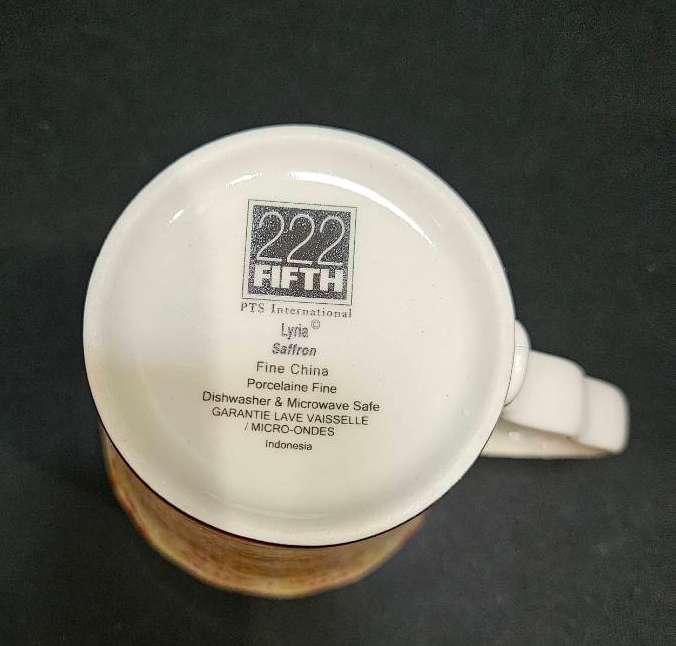 222
FIFTH
PTS International
Lyria©
Saffron
Fine China
Porcelaine Fine
Dishwasher & Microwave Safe
GARANTIE LAVE VAISSELLE
/ MICRO-ONDES
Indonesia